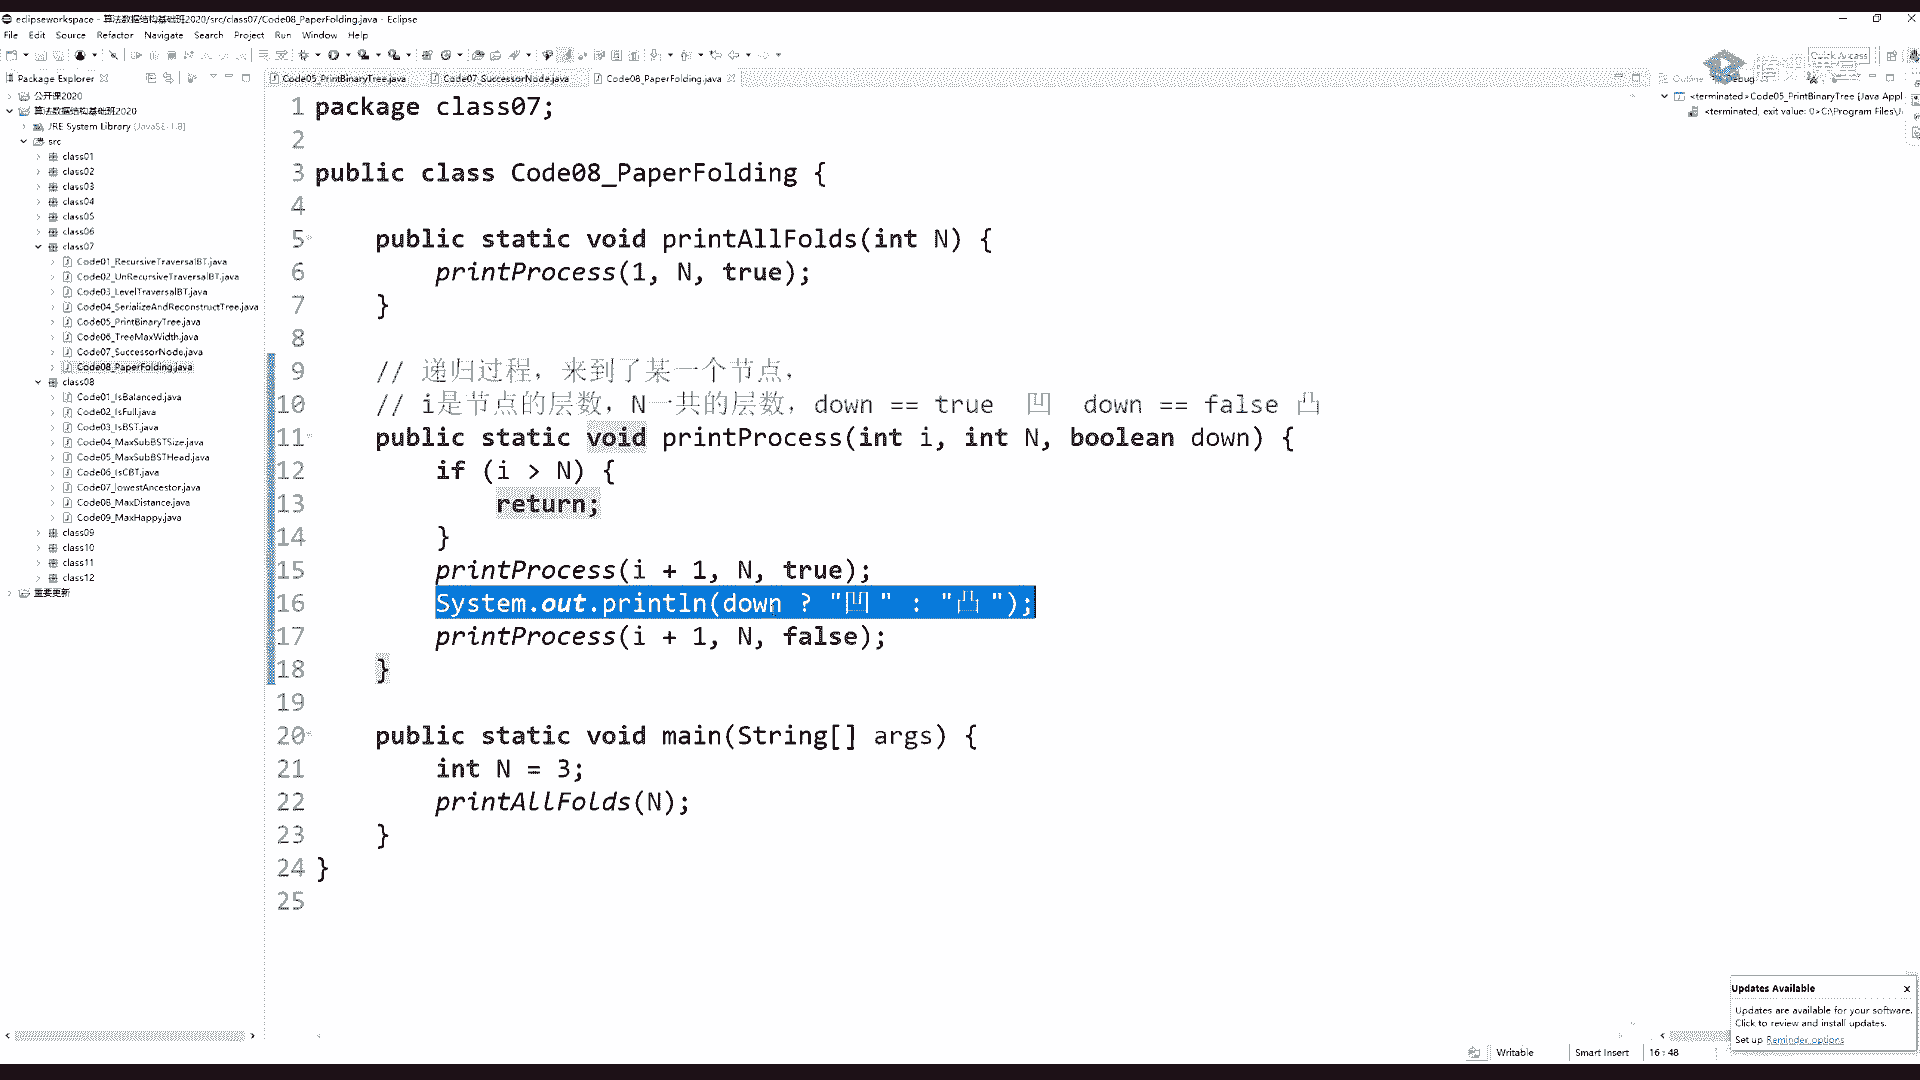 eclipseworkspace - 算法数据结构基础班2020/src/class07/Code08_PaperFolding.java - Eclipse
File Edit Source Refactor Navigate Search Project Run Window Help
Package Explorer
Code05_PrintBinaryTree.java
Code07_SuccessorNode.java
Code08_PaperFolding.java
Outline
Debug
Quick Access
腾讯课堂
公开课2020
算法数据结构基础班2020
JRE System Library [JavaSE-1.8]
src
class01
class02
class03
class04
class05
class06
class07
Code01_RecursiveTraversalBT.java
Code02_UnRecursiveTraversalBT.java
Code03_LevelTraversalBT.java
Code04_SerializeAndReconstructTree.java
Code05_PrintBinaryTree.java
Code06_TreeMaxWidth.java
Code07_SuccessorNode.java
Code08_PaperFolding.java
class08
Code01_IsBalanced.java
Code02_IsFull.java
Code03_IsBST.java
Code04_MaxSubBSTSize.java
Code05_MaxSubBSTHead.java
Code06_IsCBT.java
Code07_lowestAncestor.java
Code08_MaxDistance.java
Code09_MaxHappy.java
class09
class10
class11
class12
重要更新
1 package class07;
2
3 public class Code08_PaperFolding {
4
5 public static void printAllFolds(int N) {
6 printProcess(1, N, true);
7 }
8
9 // 递归过程，来到了某一个节点，
10 // i是节点的层数，N一共的层数，down == true 凹 down == false 凸
11 public static void printProcess(int i, int N, boolean down) {
12 if (i > N) {
13 return;
14 }
15 printProcess(i + 1, N, true);
16 System.out.println(down ? "凹 " : "凸 ");
17 printProcess(i + 1, N, false);
18 }
19
20 public static void main(String[] args) {
21 int N = 3;
22 printAllFolds(N);
23 }
24 }
25
<terminated>Code05_PrintBinaryTree [Java Appl
<terminated, exit value: 0>C:\Program Files\J
Updates Available x
Updates are available for your software.
Click to review and install updates.
Set up Reminder options
Writable Smart Insert 16 : 48